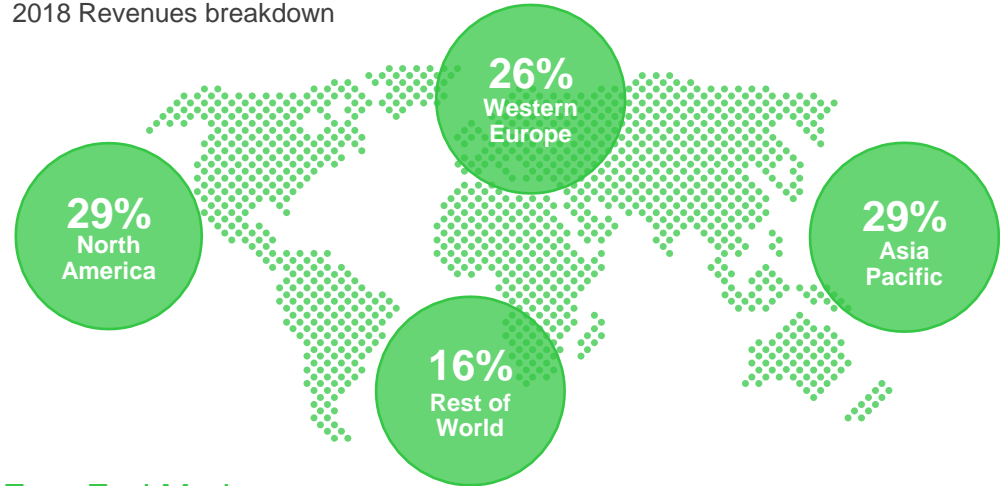 2018 Revenues breakdown
26%
Western
Europe
29%
North
America
29%
Asia
Pacific
16%
Rest of
World